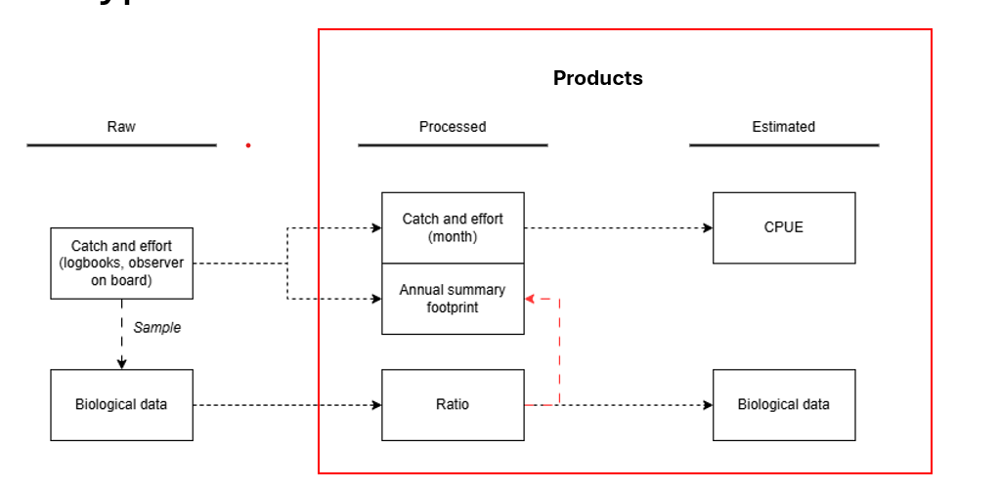 Products
Raw
Processed
Estimated
Catch and effort
(logbooks, observer
on board)
Catch and effort
(month)
CPUE
Annual summary
footprint
Sample
Biological data
Ratio
Biological data